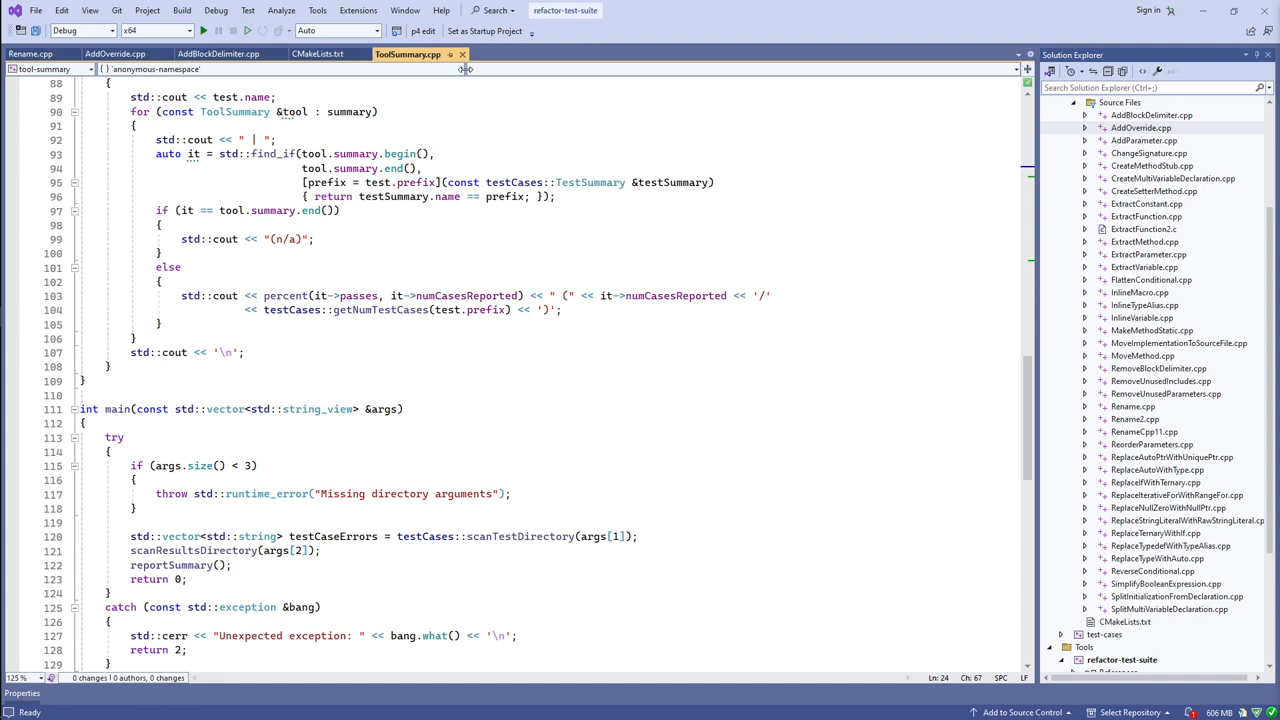 File Edit View Git Project Build Debug Test Analyze Tools Extensions Window Help Search refactor-test-suite Sign in
Debug x64 Auto p4 edit Set as Startup Project
Rename.cpp AddOverride.cpp AddBlockDelimiter.cpp CMakeLists.txt ToolSummary.cpp
tool-summary { } `anonymous-namespace'
88 {
89 std::cout << test.name;
90 for (const ToolSummary &tool : summary)
91 {
92 std::cout << " | ";
93 auto it = std::find_if(tool.summary.begin(),
94 tool.summary.end(),
95 [prefix = test.prefix](const testCases::TestSummary &testSummary)
96 { return testSummary.name == prefix; });
97 if (it == tool.summary.end())
98 {
99 std::cout << "(n/a)";
100 }
101 else
102 {
103 std::cout << percent(it->passes, it->numCasesReported) << " (" << it->numCasesReported << '/'
104 << testCases::getNumTestCases(test.prefix) << ')';
105 }
106 }
107 std::cout << '\n';
108 }
109 }
110
111 int main(const std::vector<std::string_view> &args)
112 {
113 try
114 {
115 if (args.size() < 3)
116 {
117 throw std::runtime_error("Missing directory arguments");
118 }
119
120 std::vector<std::string> testCaseErrors = testCases::scanTestDirectory(args[1]);
121 scanResultsDirectory(args[2]);
122 reportSummary();
123 return 0;
124 }
125 catch (const std::exception &bang)
126 {
127 std::cerr << "Unexpected exception: " << bang.what() << '\n';
128 return 2;
129 }
125 % 0 changes | 0 authors, 0 changes Ln: 24 Ch: 67 SPC LF
Solution Explorer
Search Solution Explorer (Ctrl+;)
Source Files
AddBlockDelimiter.cpp
AddOverride.cpp
AddParameter.cpp
ChangeSignature.cpp
CreateMethodStub.cpp
CreateMultiVariableDeclaration.cpp
CreateSetterMethod.cpp
ExtractConstant.cpp
ExtractFunction.cpp
ExtractFunction2.c
ExtractMethod.cpp
ExtractParameter.cpp
ExtractVariable.cpp
FlattenConditional.cpp
InlineMacro.cpp
InlineTypeAlias.cpp
InlineVariable.cpp
MakeMethodStatic.cpp
MoveImplementationToSourceFile.cpp
MoveMethod.cpp
RemoveBlockDelimiter.cpp
RemoveUnusedIncludes.cpp
RemoveUnusedParameters.cpp
Rename.cpp
Rename2.cpp
RenameCpp11.cpp
ReorderParameters.cpp
ReplaceAutoPtrWithUniquePtr.cpp
ReplaceAutoWithType.cpp
ReplaceIfWithTernary.cpp
ReplaceIterativeForWithRangeFor.cpp
ReplaceNullZeroWithNullPtr.cpp
ReplaceStringLiteralWithRawStringLiteral.cpp
ReplaceTernaryWithIf.cpp
ReplaceTypedefWithTypeAlias.cpp
ReplaceTypeWithAuto.cpp
ReverseConditional.cpp
SimplifyBooleanExpression.cpp
SplitInitializationFromDeclaration.cpp
SplitMultiVariableDeclaration.cpp
CMakeLists.txt
test-cases
Tools
refactor-test-suite
Properties
Ready Add to Source Control Select Repository 1 606 MB